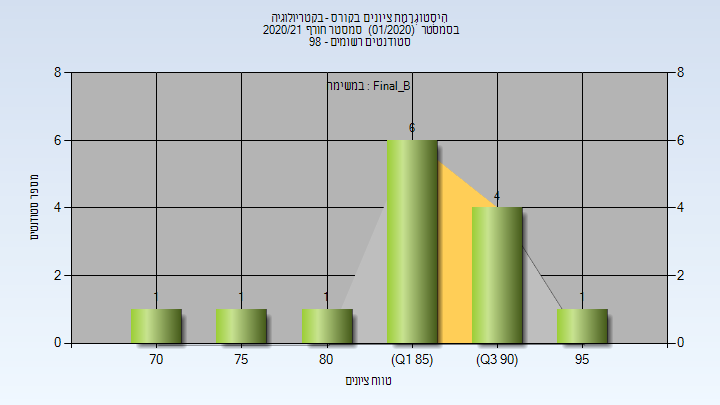 היסטוגרמת ציונים בקורס - בקטריולוגיה
בסמסטר (01/2020) סמסטר חורף 2020/21
סטודנטים רשומים - 98
במשימה : Final_B
8 8
6 6
4 4
2 2
0 0
מספר סטודנטים
1 1 1 6 4 1
70 75 80 (Q1 85) (Q3 90) 95
טווח ציונים